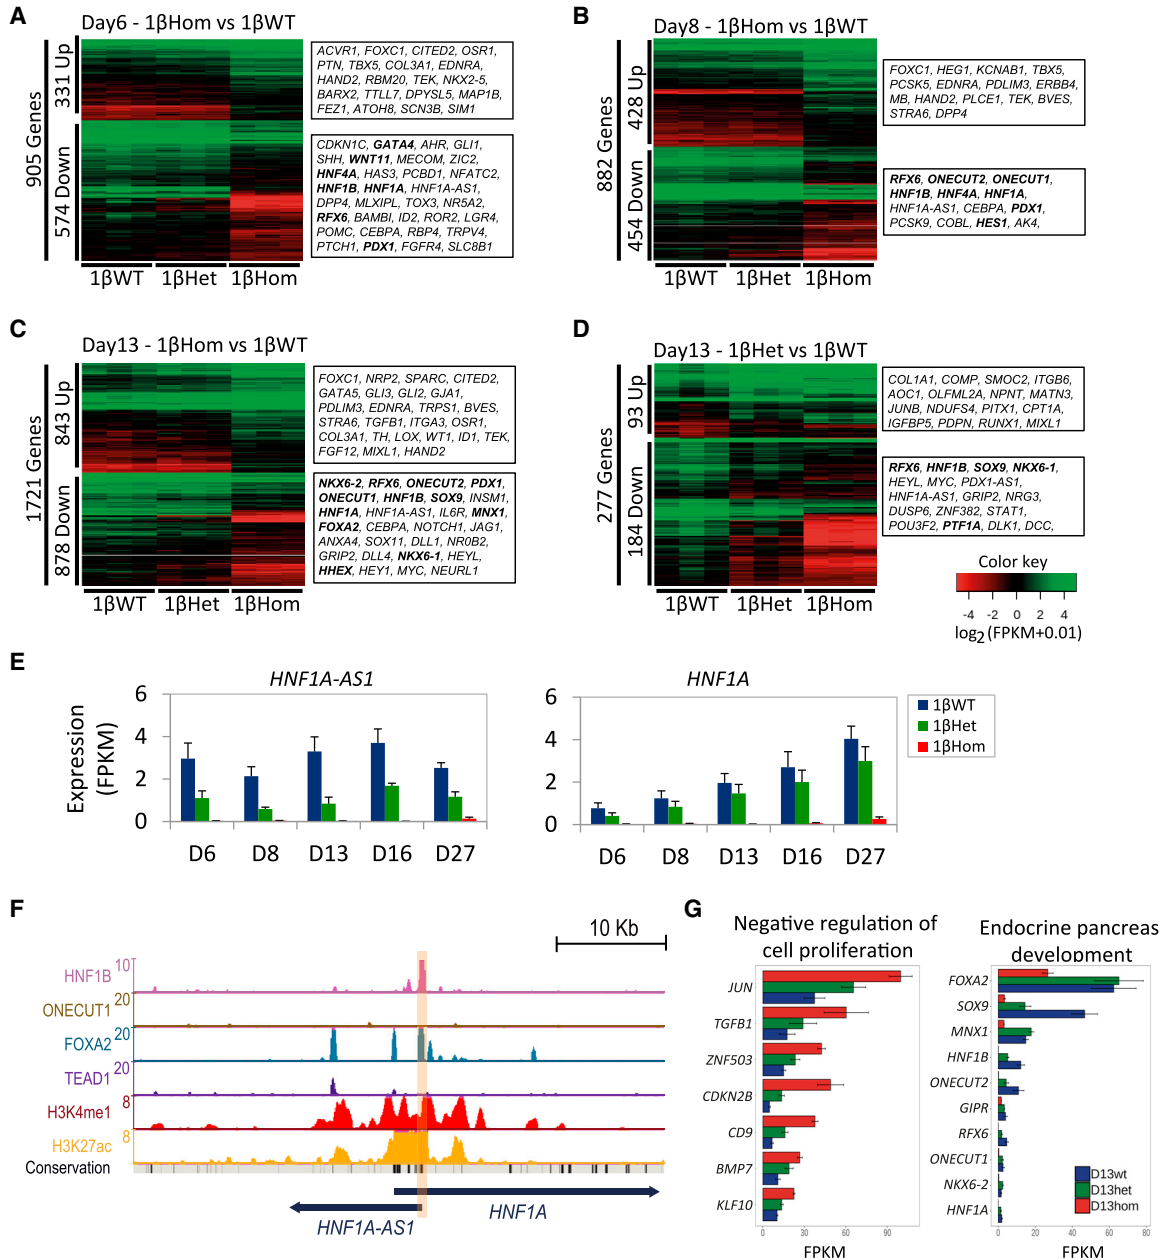 A
Day6 - 1βHom vs 1βWT
905 Genes
331 Up
574 Down
ACVR1, FOXC1, CITED2, OSR1,
PTN, TBX5, COL3A1, EDNRA,
HAND2, RBM20, TEK, NKX2-5,
BARX2, TTLL7, DPYSL5, MAP1B,
FEZ1, ATOH8, SCN3B, SIM1
CDKN1C, GATA4, AHR, GLI1,
SHH, WNT11, MECOM, ZIC2,
HNF4A, HAS3, PCBD1, NFATC2,
HNF1B, HNF1A, HNF1A-AS1,
DPP4, MLXIPL, TOX3, NR5A2,
RFX6, BAMBI, ID2, ROR2, LGR4,
POMC, CEBPA, RBP4, TRPV4,
PTCH1, PDX1, FGFR4, SLC8B1
1βWT 1βHet 1βHom
B
Day8 - 1βHom vs 1βWT
882 Genes
428 Up
454 Down
FOXC1, HEG1, KCNAB1, TBX5,
PCSK5, EDNRA, PDLIM3, ERBB4,
MB, HAND2, PLCE1, TEK, BVES,
STRA6, DPP4
RFX6, ONECUT2, ONECUT1,
HNF1B, HNF4A, HNF1A,
HNF1A-AS1, CEBPA, PDX1,
PCSK9, COBL, HES1, AK4,
1βWT 1βHet 1βHom
C
Day13 - 1βHom vs 1βWT
1721 Genes
843 Up
878 Down
FOXC1, NRP2, SPARC, CITED2,
GATA5, GLI3, GLI2, GJA1,
PDLIM3, EDNRA, TRPS1, BVES,
STRA6, TGFB1, ITGA3, OSR1,
COL3A1, TH, LOX, WT1, ID1, TEK,
FGF12, MIXL1, HAND2
NKX6-2, RFX6, ONECUT2, PDX1,
ONECUT1, HNF1B, SOX9, INSM1,
HNF1A, HNF1A-AS1, IL6R, MNX1,
FOXA2, CEBPA, NOTCH1, JAG1,
ANXA4, SOX11, DLL1, NR0B2,
GRIP2, DLL4, NKX6-1, HEYL,
HHEX, HEY1, MYC, NEURL1
1βWT 1βHet 1βHom
D
Day13 - 1βHet vs 1βWT
277 Genes
93 Up
184 Down
COL1A1, COMP, SMOC2, ITGB6,
AOC1, OLFML2A, NPNT, MATN3,
JUNB, NDUFS4, PITX1, CPT1A,
IGFBP5, PDPN, RUNX1, MIXL1
RFX6, HNF1B, SOX9, NKX6-1,
HEYL, MYC, PDX1-AS1,
HNF1A-AS1, GRIP2, NRG3,
DUSP6, ZNF382, STAT1,
POU3F2, PTF1A, DLK1, DCC,
1βWT 1βHet 1βHom
Color key
-4 -2 0 2 4
log2 (FPKM+0.01)
E
HNF1A-AS1
Expression
(FPKM)
6
4
2
0
D6 D8 D13 D16 D27
HNF1A
6
4
2
0
D6 D8 D13 D16 D27
1βWT
1βHet
1βHom
F
10 Kb
HNF1B 10
ONECUT1 20
FOXA2 20
TEAD1 20
H3K4me1 8
H3K27ac 8
Conservation
HNF1A
HNF1A-AS1
G
Negative regulation of
cell proliferation
JUN
TGFB1
ZNF503
CDKN2B
CD9
BMP7
KLF10
0 30 60 90
FPKM
Endocrine pancreas
development
FOXA2
SOX9
MNX1
HNF1B
ONECUT2
GIPR
RFX6
ONECUT1
NKX6-2
HNF1A
D13wt
D13het
D13hom
0 20 40 60 80
FPKM